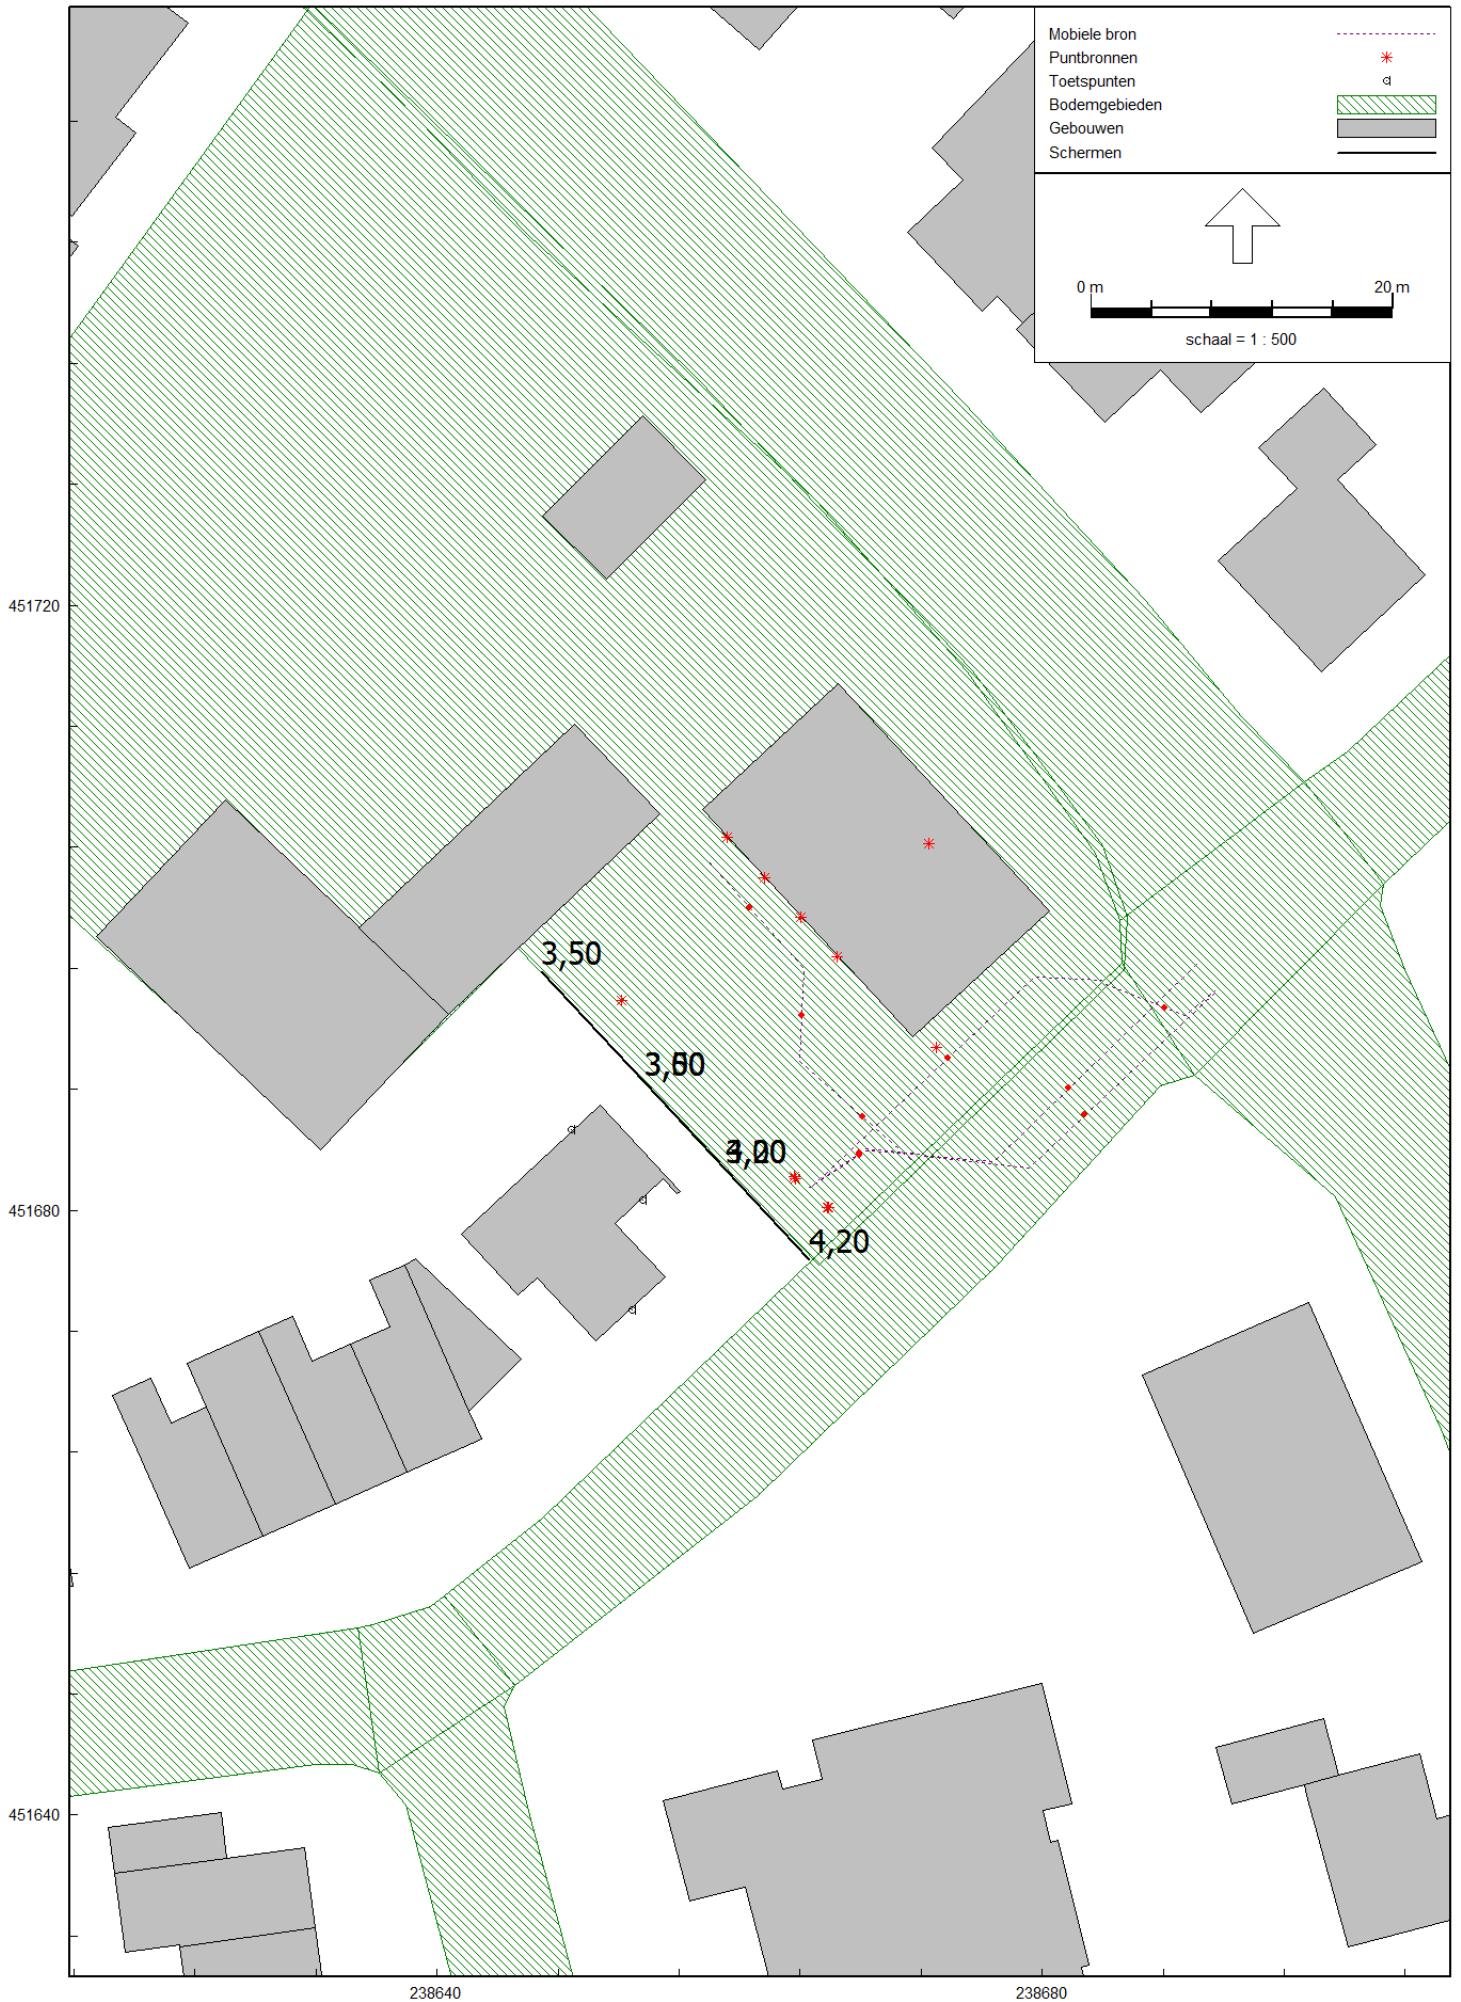 Mobiele bron
Puntbronnen
Toetspunten
Bodemgebieden
Gebouwen
Schermen
0 m 20 m
schaal = 1 : 500
451720
3,50
451680
4,20
451640
238640 238680